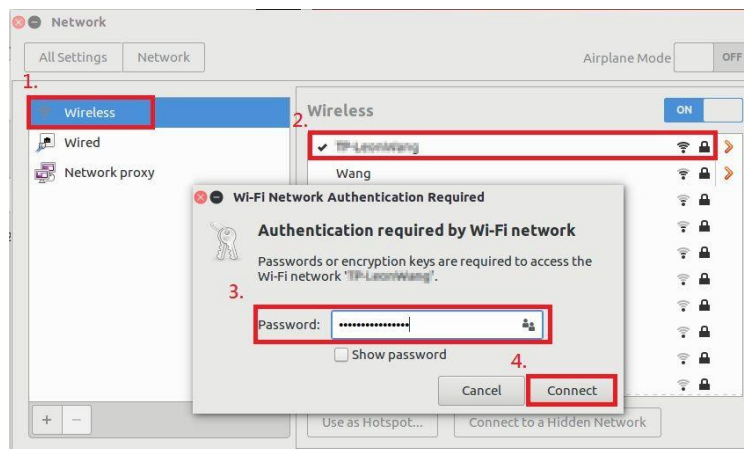 Network
All Settings
Network
Airplane Mode
OFF
1.
Wireless
Wired
Network proxy
Wireless
ON
2.
Wang
Wi-Fi Network Authentication Required
Authentication required by Wi-Fi network
Passwords or encryption keys are required to access the
Wi-Fi network '
3.
Password:
Show password
4.
Cancel
Connect
+
-
Use as Hotspot...
Connect to a Hidden Network